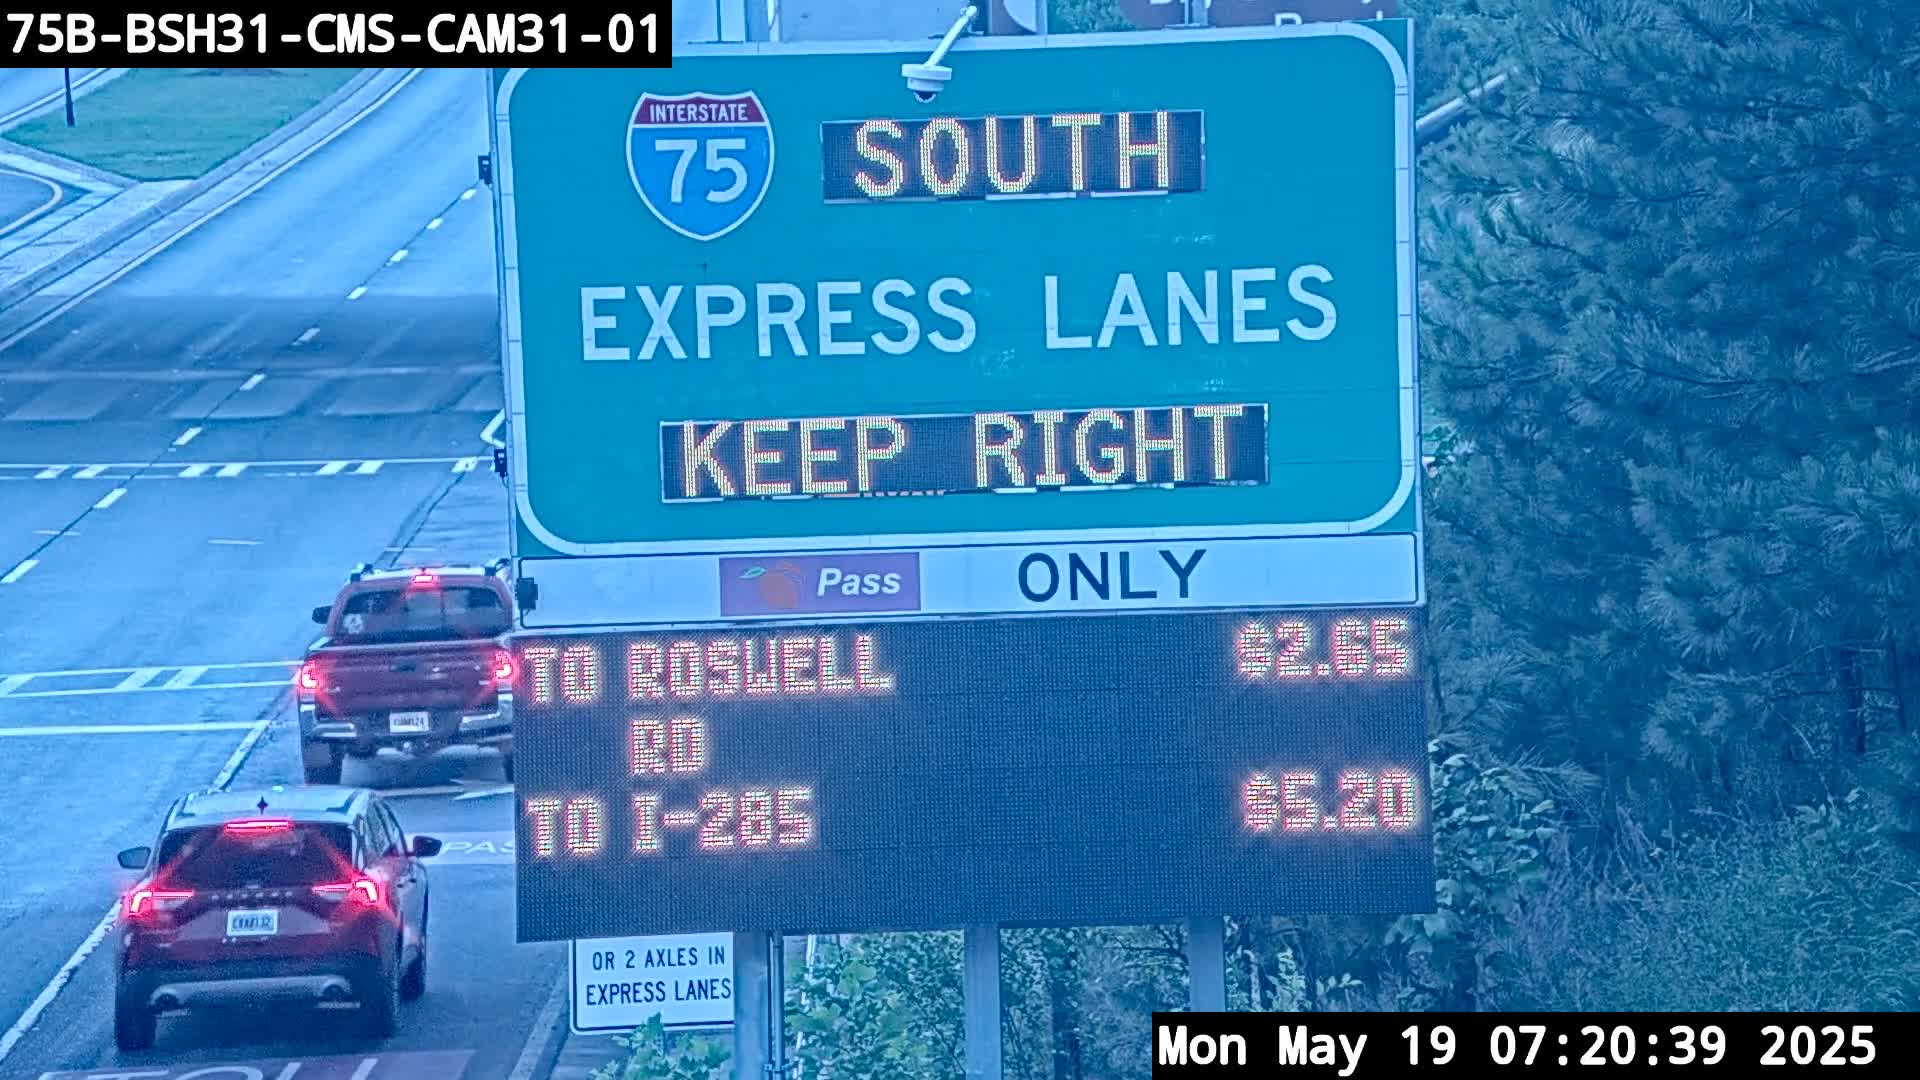 75B-BSH31-CMS-CAM31-01
INTERSTATE
75
SOUTH
EXPRESS LANES
KEEP RIGHT
Pass ONLY
TO ROSWELL $2.65
RD
TO I-285 $5.20
OR 2 AXLES IN
EXPRESS LANES
TOLL
Mon May 19 07:20:39 2025